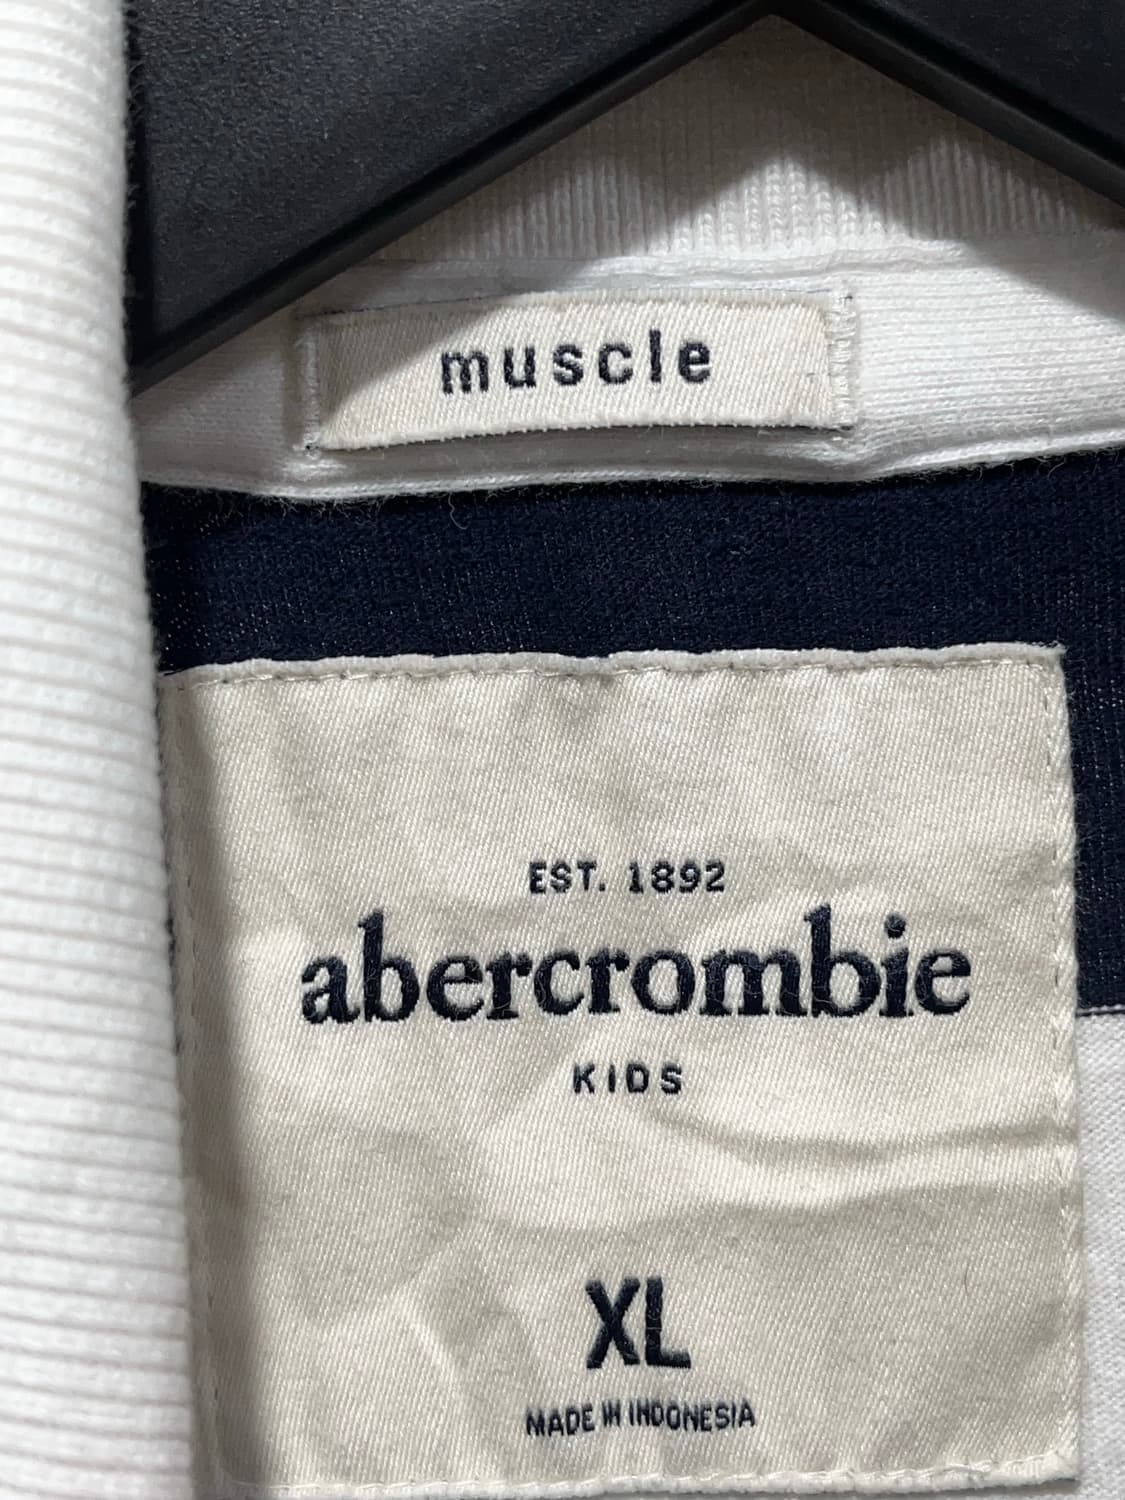 muscle
EST. 1892
abercrombie
KIDS
XL
MADE IN INDONESIA